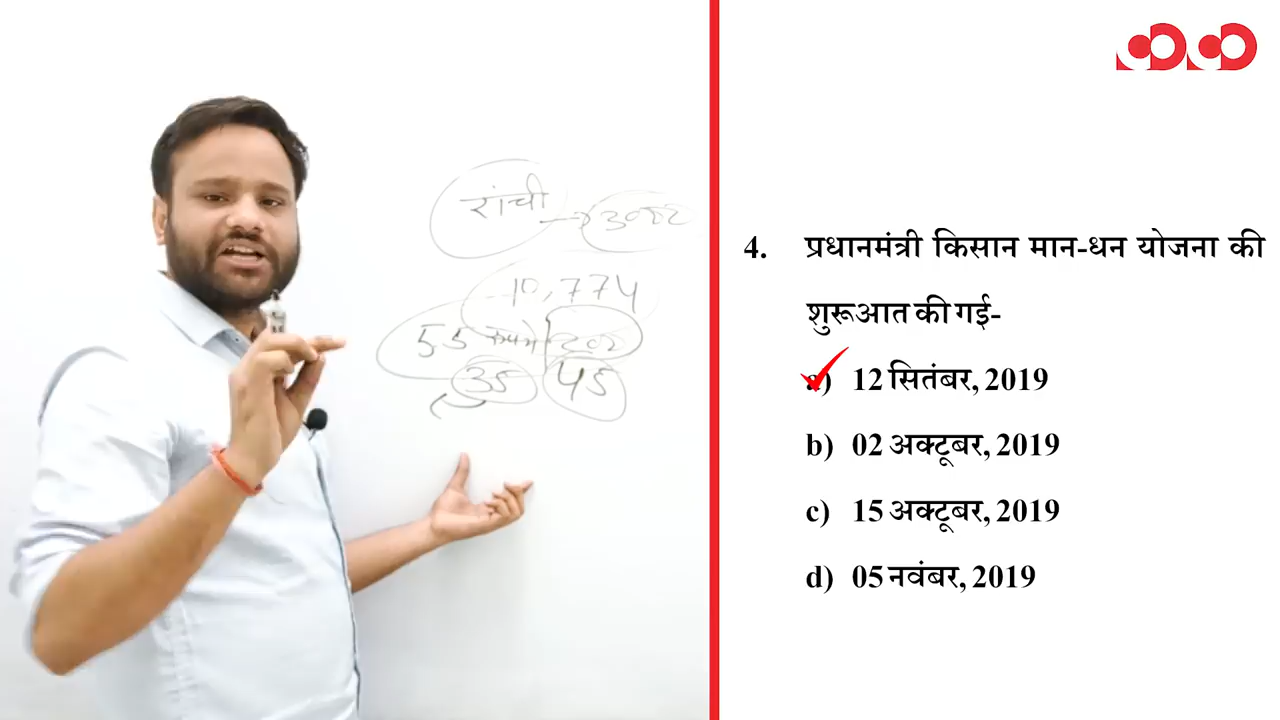 रांची
10,774
55 रुपये
35 45
4. प्रधानमंत्री किसान मान-धन योजना की
शुरूआत की गई-
a) 12 सितंबर, 2019
b) 02 अक्टूबर, 2019
c) 15 अक्टूबर, 2019
d) 05 नवंबर, 2019